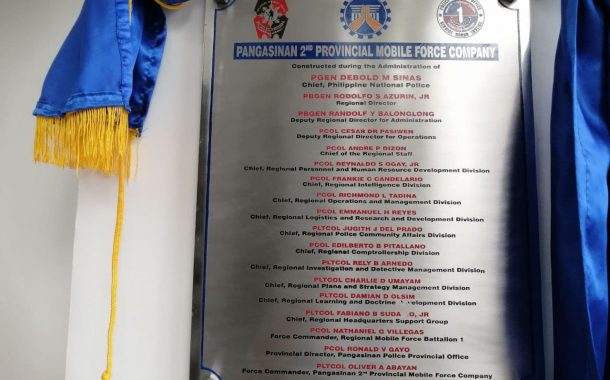 PANGASINAN 2ND PROVINCIAL MOBILE FORCE COMPANY
Constructed during the Administration of
PGEN DEBOLD M SINAS
Chief, Philippine National Police
PBGEN RODOLFO S AZURIN, JR
Regional Director
PBGEN RANDOLF Y BALONGLONG
Deputy Regional Director for Administration
PCOL CESAR DR PASIWEN
Deputy Regional Director for Operations
PCOL ANDRE P DIZON
Chief of the Regional Staff
PCOL REYNALDO S OGAY, JR
Chief, Regional Personnel and Human Resource Development Division
PCOL FRANKIE C CANDELARIO
Chief, Regional Intelligence Division
PCOL RICHMOND L TADINA
Chief, Regional Operations and Management Division
PCOL EMMANUEL H REYES
Chief, Regional Logistics and Research and Development Division
PLTCOL JUGITH J DEL PRADO
Chief, Regional Police Community Affairs Division
PCOL EDILBERTO B PITALLANO
Chief, Regional Comptrollership Division
PLTCOL RELY B ARNEDO
Chief, Regional Investigation and Detective Management Division
PLTCOL CHARLIE D UMAYAM
Chief, Regional Plans and Strategy Management Division
PLTCOL DAMIAN D OLSIM
Chief, Regional Learning and Doctrine Development Division
PLTCOL FABIANO B O, JR
Chief, Regional Headquarters Support Group
PCOL NATHANIEL G VILLEGAS
Force Commander, Regional Mobile Force Battalion 1
PCOL RONALD V GAYO
Provincial Director, Pangasinan Police Provincial Office
PLTCOL OLIVER A ABAYAN
Force Commander, Pangasinan 2nd Provincial Mobile Force Company